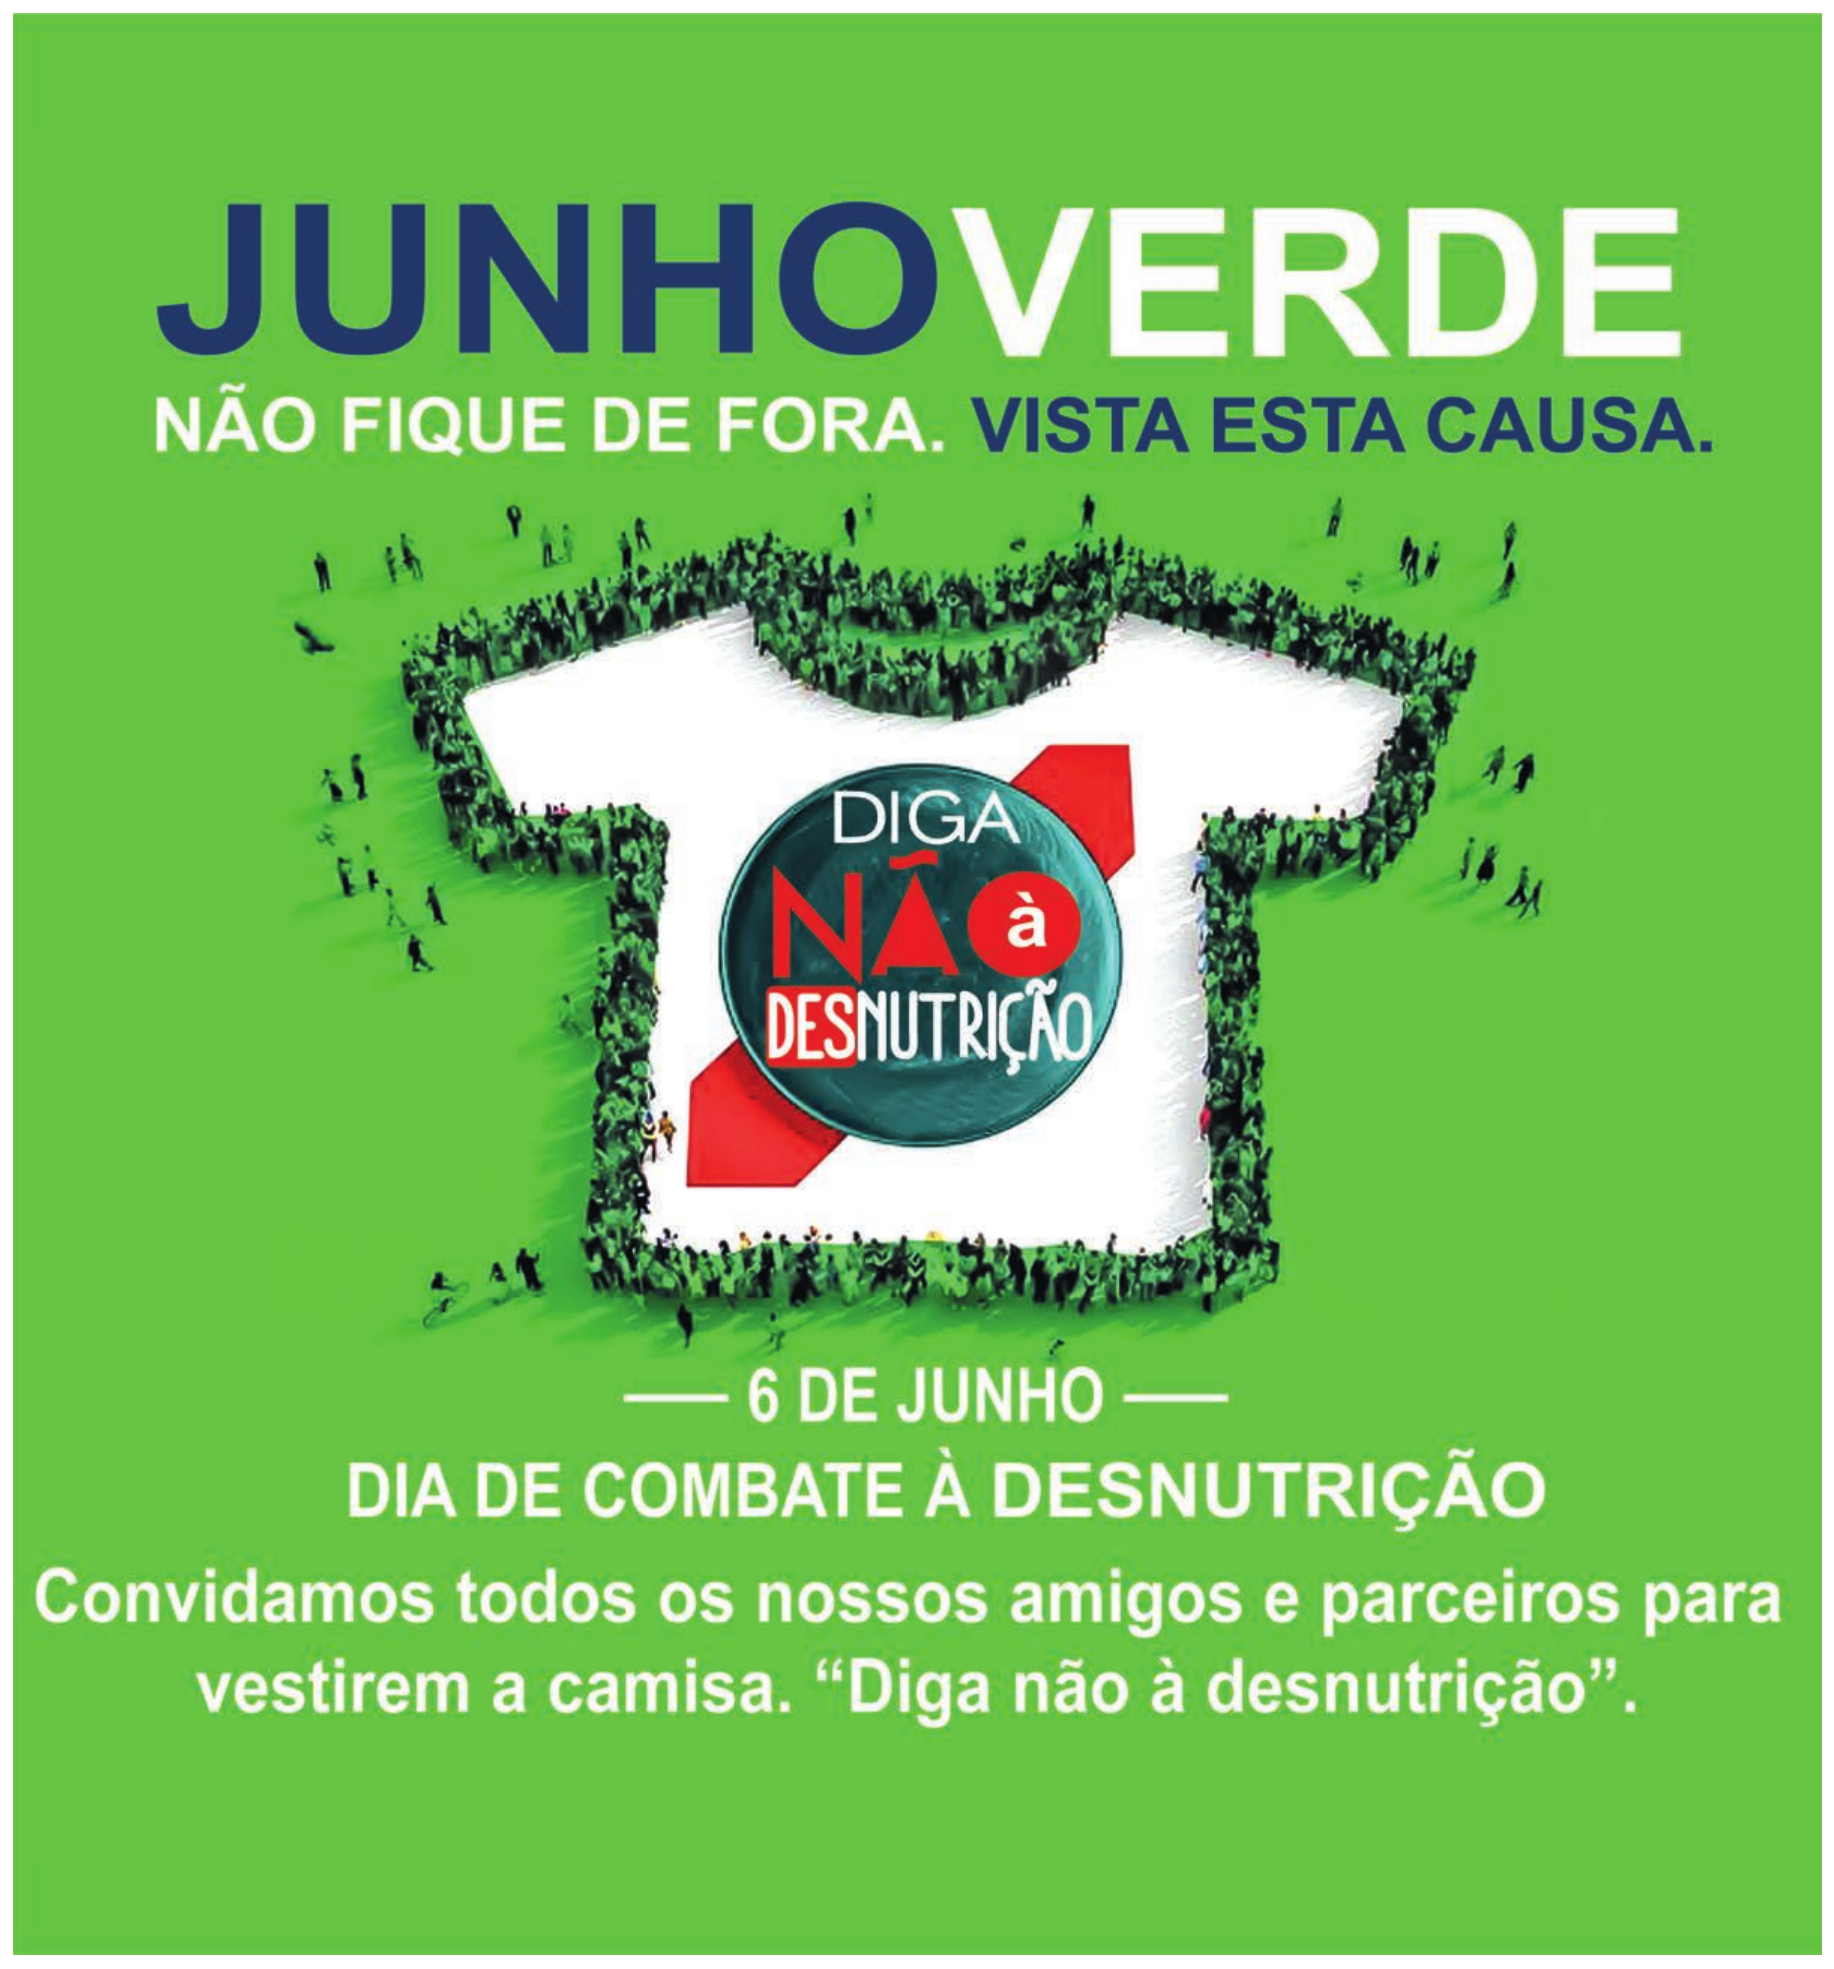 JUNHOVERDE
NÃO FIQUE DE FORA. VISTA ESTA CAUSA.
DIGA
NÃO à
DESNUTRIÇÃO
6 DE JUNHO
DIA DE COMBATE À DESNUTRIÇÃO
Convidamos todos os nossos amigos e parceiros para
vestirem a camisa. “Diga não à desnutrição”.